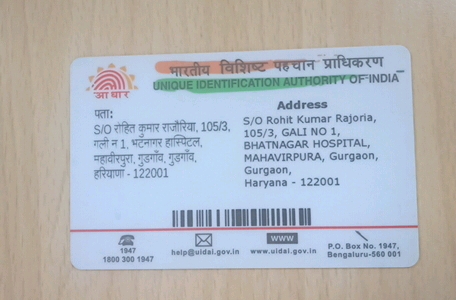 भारतीय विशिष्ट पहचान प्राधिकरण
UNIQUE IDENTIFICATION AUTHORITY OF INDIA
आधार
पता:
S/O रोहित कुमार राजौरिया, 105/3,
गली न 1, भटनागर हास्पिटल,
महावीरपुरा, गुडगाँव, गुडगाँव,
हरियाणा - 122001
Address
S/O Rohit Kumar Rajoria,
105/3, GALI NO 1,
BHATNAGAR HOSPITAL,
MAHAVIRPURA, Gurgaon,
Gurgaon,
Haryana - 122001
1947
1800 300 1947
help@uidai.gov.in
WWW
www.uidai.gov.in
P.O. Box No. 1947,
Bengaluru-560 001